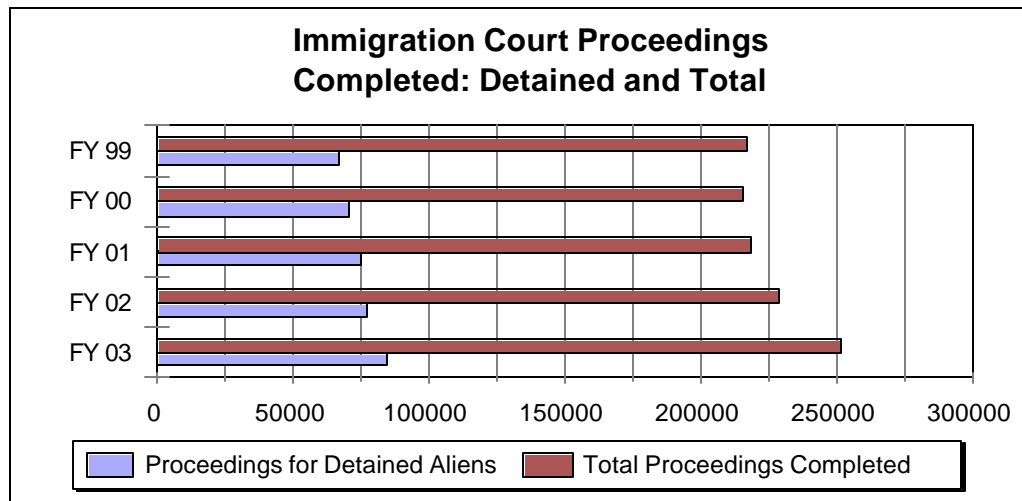 Immigration Court Proceedings
Completed: Detained and Total
FY 99
FY 00
FY 01
FY 02
FY 03
0 50000 100000 150000 200000 250000 300000
Proceedings for Detained Aliens Total Proceedings Completed